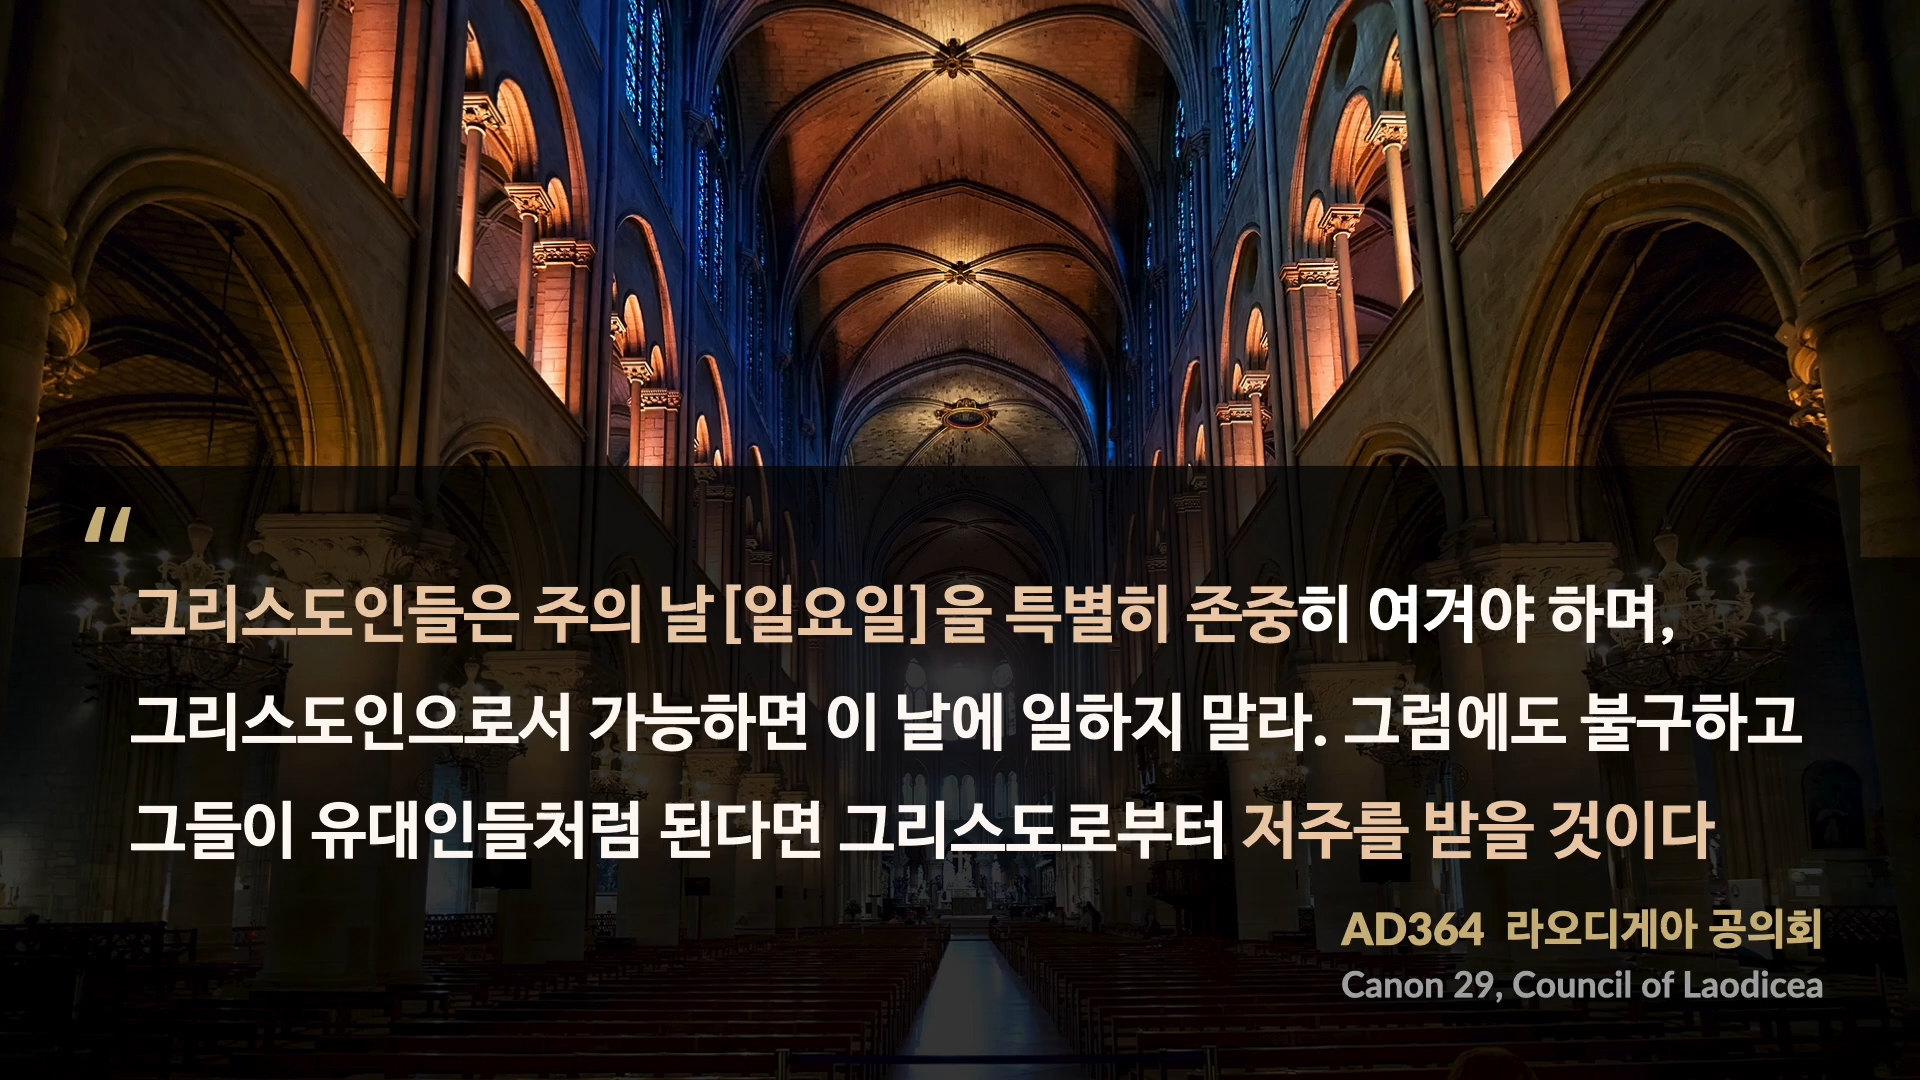 “
그리스도인들은 주의 날[일요일]을 특별히 존중히 여겨야 하며,
그리스도인으로서 가능하면 이 날에 일하지 말라. 그럼에도 불구하고
그들이 유대인들처럼 된다면 그리스도로부터 저주를 받을 것이다
AD364 라오디게아 공의회
Canon 29, Council of Laodicea